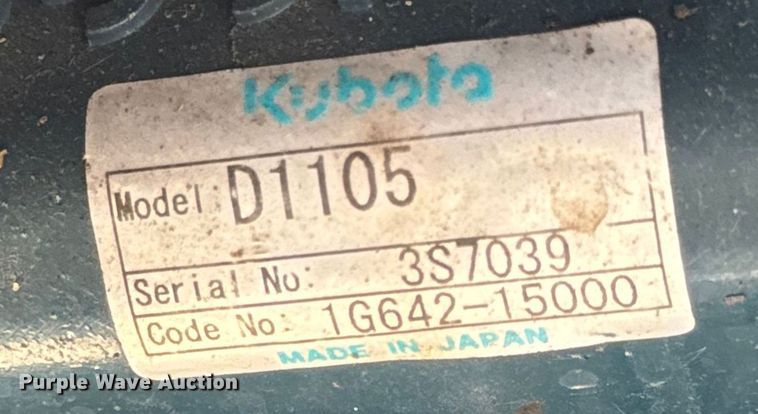 Kubota
Model D1105
Serial No: 3S7039
Code No: 1G642-15000
MADE IN JAPAN
Purple Wave Auction